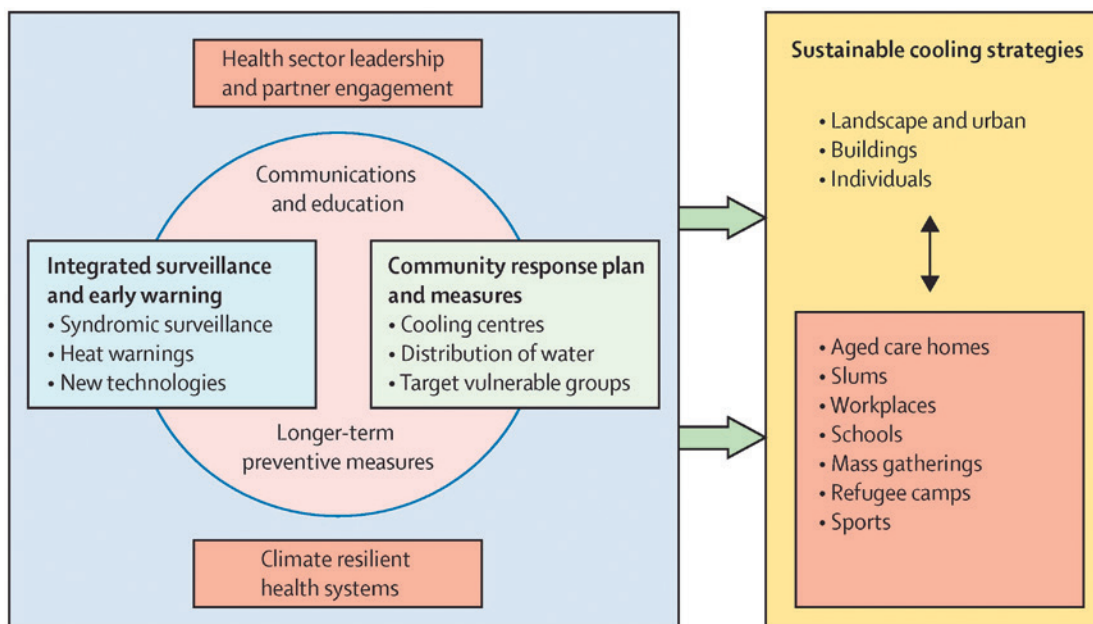 Health sector leadership
and partner engagement
Communications
and education
Integrated surveillance
and early warning
• Syndromic surveillance
• Heat warnings
• New technologies
Community response plan
and measures
• Cooling centres
• Distribution of water
• Target vulnerable groups
Longer-term
preventive measures
Climate resilient
health systems
Sustainable cooling strategies
• Landscape and urban
• Buildings
• Individuals
• Aged care homes
• Slums
• Workplaces
• Schools
• Mass gatherings
• Refugee camps
• Sports